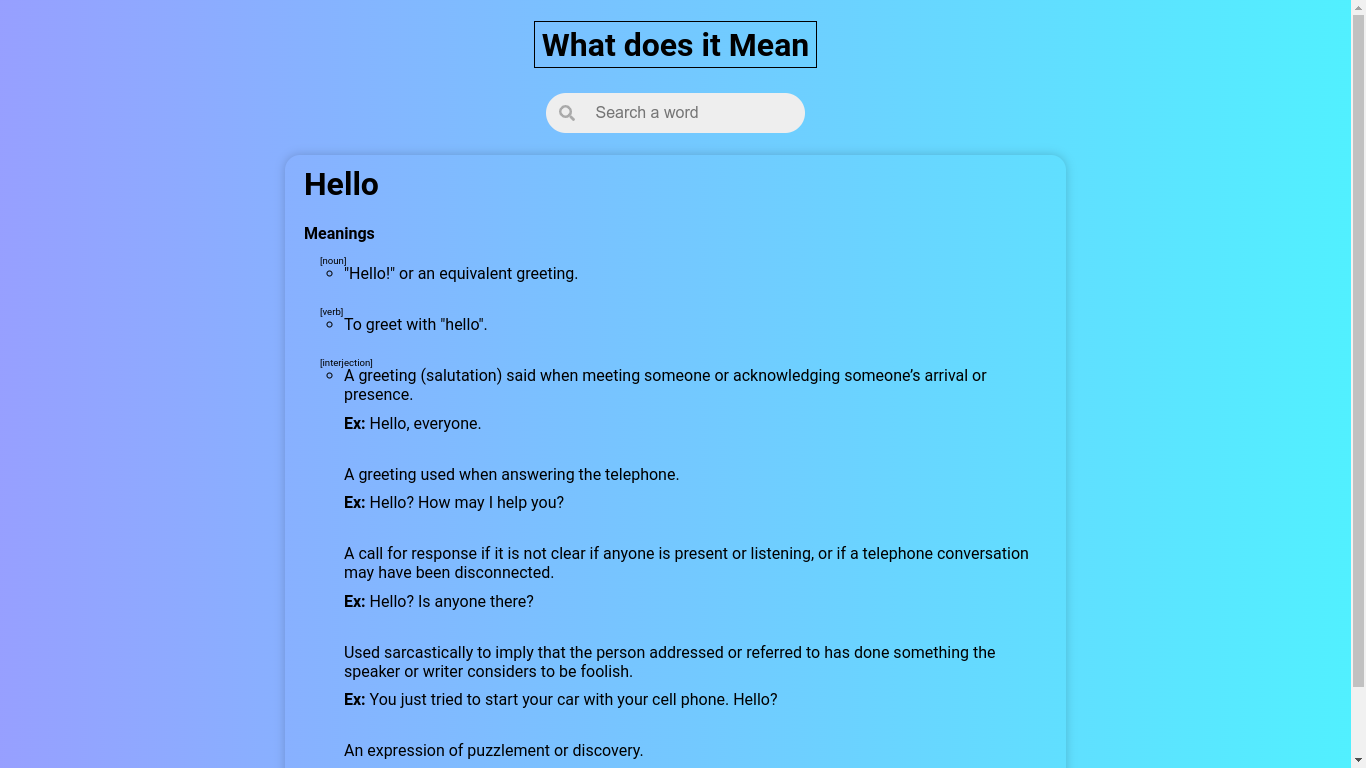 What does it Mean
Search a word
Hello
Meanings
[noun]
"Hello!" or an equivalent greeting.
[verb]
To greet with "hello".
[interjection]
A greeting (salutation) said when meeting someone or acknowledging someone’s arrival or
presence.
Ex: Hello, everyone.
A greeting used when answering the telephone.
Ex: Hello? How may I help you?
A call for response if it is not clear if anyone is present or listening, or if a telephone conversation
may have been disconnected.
Ex: Hello? Is anyone there?
Used sarcastically to imply that the person addressed or referred to has done something the
speaker or writer considers to be foolish.
Ex: You just tried to start your car with your cell phone. Hello?
An expression of puzzlement or discovery.